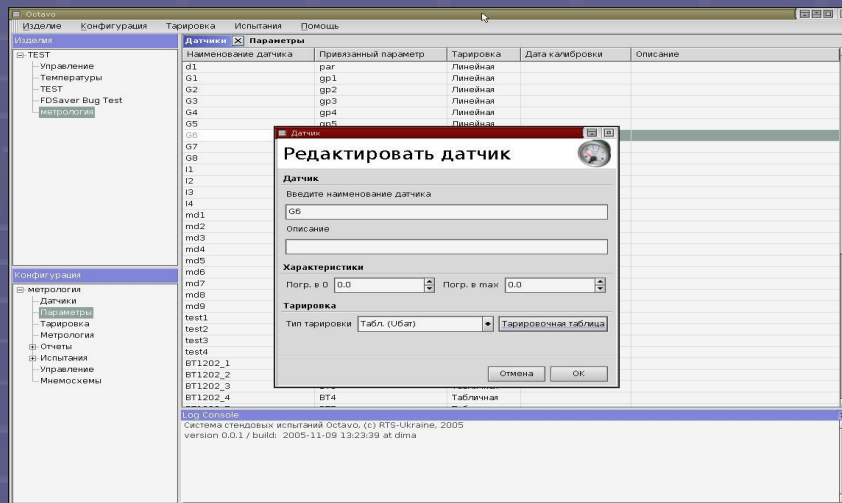 Octavo
Изделие Конфигурация Тарировка Испытания Помощь
Изделия
TEST
Управление
Температуры
TEST
FDSaver Bug Test
метрология
Конфигурация
метрология
Датчики
Параметры
Тарировка
Метрология
Отчеты
Испытания
Управление
Мнемосхемы
Датчики Параметры
Наименование датчика Привязанный параметр Тарировка Дата калибровки Описание
d1 par Линейная
G1 gp1 Линейная
G2 gp2 Линейная
G3 gp3 Линейная
G4 gp4 Линейная
G5 gp5 Линейная
G6
G7
G8
I1
I2
I3
I4
md1
md2
md3
md4
md5
md6
md7
md8
md9
test1
test2
test3
test4
BT1202_1
BT1202_2
BT1202_3
BT1202_4 BT4 Табличная
Датчик
Редактировать датчик
Датчик
Введите наименование датчика
G6
Описание
Характеристики
Погр. в 0 0.0 Погр. в max 0.0
Тарировка
Тип тарировки Табл. (Uбат) Тарировочная таблица
Отмена OK
Log Console
Система стендовых испытаний Octavo, (c) RTS-Ukraine, 2005
version 0.0.1 / build: 2005-11-09 13:23:39 at dima